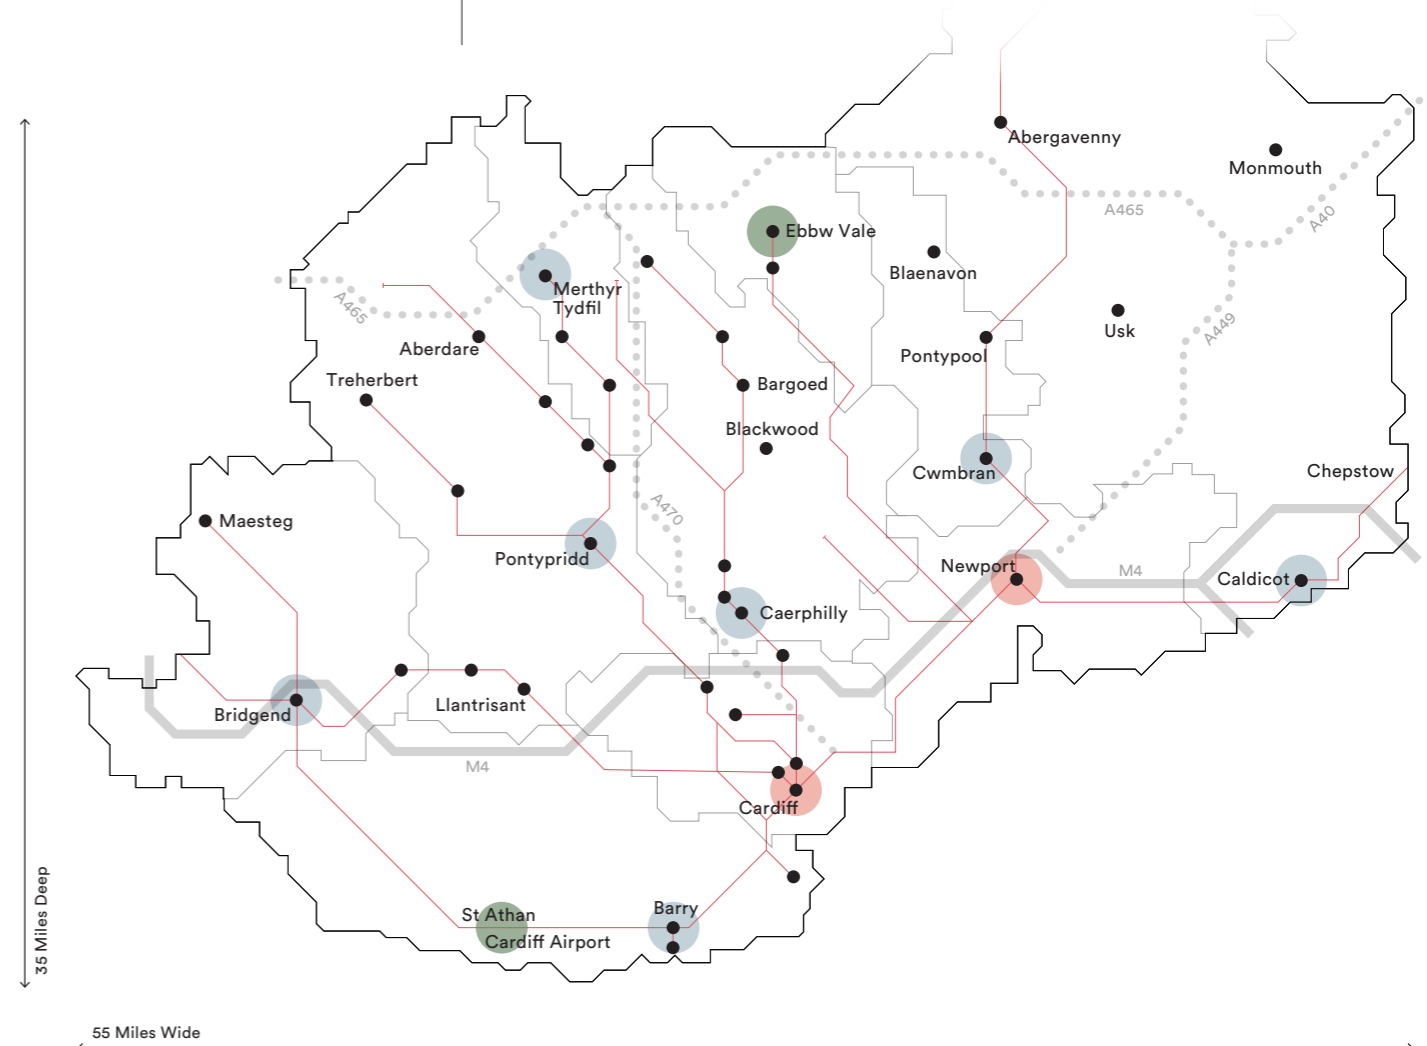 Abergavenny
Monmouth
A465
A40
Ebbw Vale
Blaenavon
Merthyr
Tydfil
A465
Usk
A449
Aberdare
Pontypool
Treherbert
Bargoed
Blackwood
Cwmbran
Chepstow
A470
Maesteg
Pontypridd
Newport
M4
Caldicot
Caerphilly
Llantrisant
Bridgend
M4
Cardiff
St Athan
Barry
Cardiff Airport
35 Miles Deep
55 Miles Wide